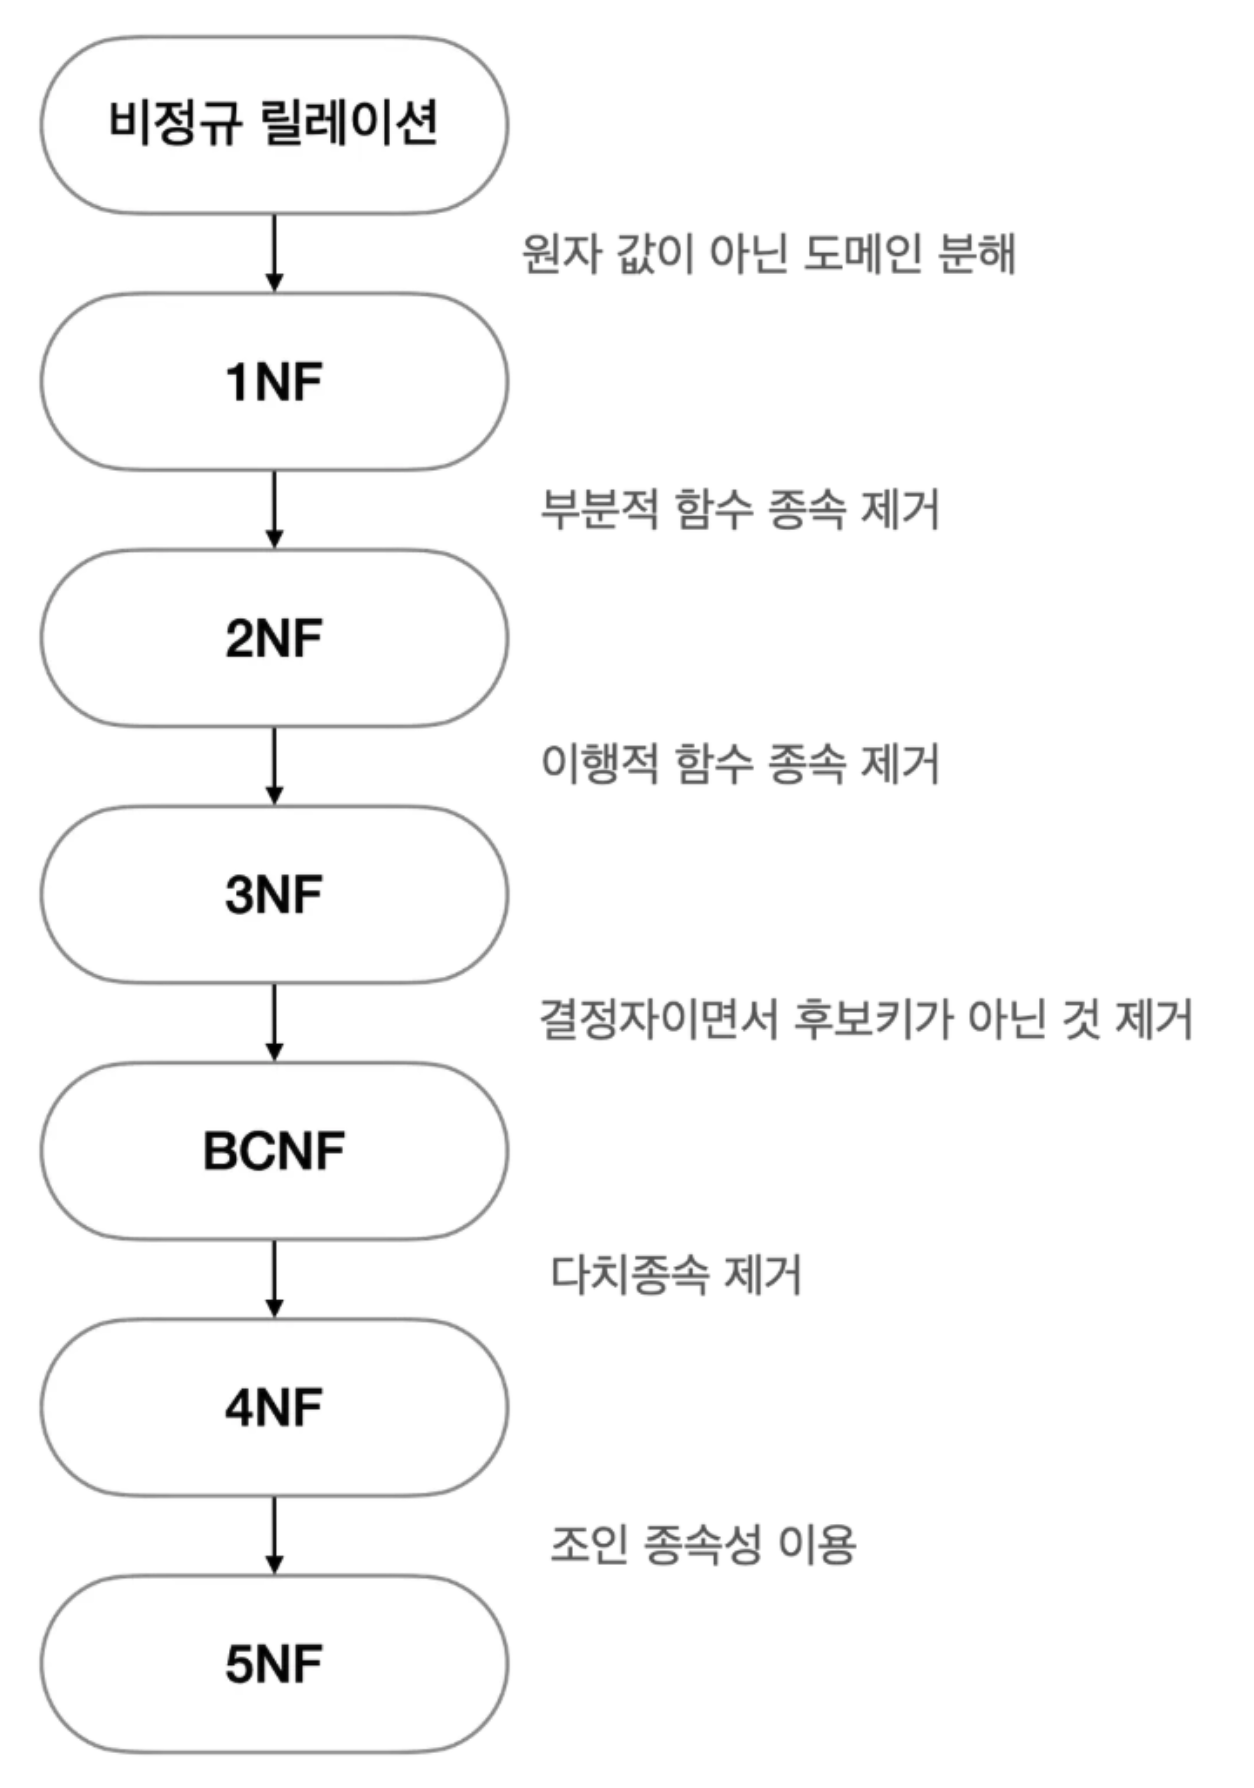 비정규 릴레이션
원자 값이 아닌 도메인 분해
1NF
부분적 함수 종속 제거
2NF
이행적 함수 종속 제거
3NF
결정자이면서 후보키가 아닌 것 제거
BCNF
다치종속 제거
4NF
조인 종속성 이용
5NF